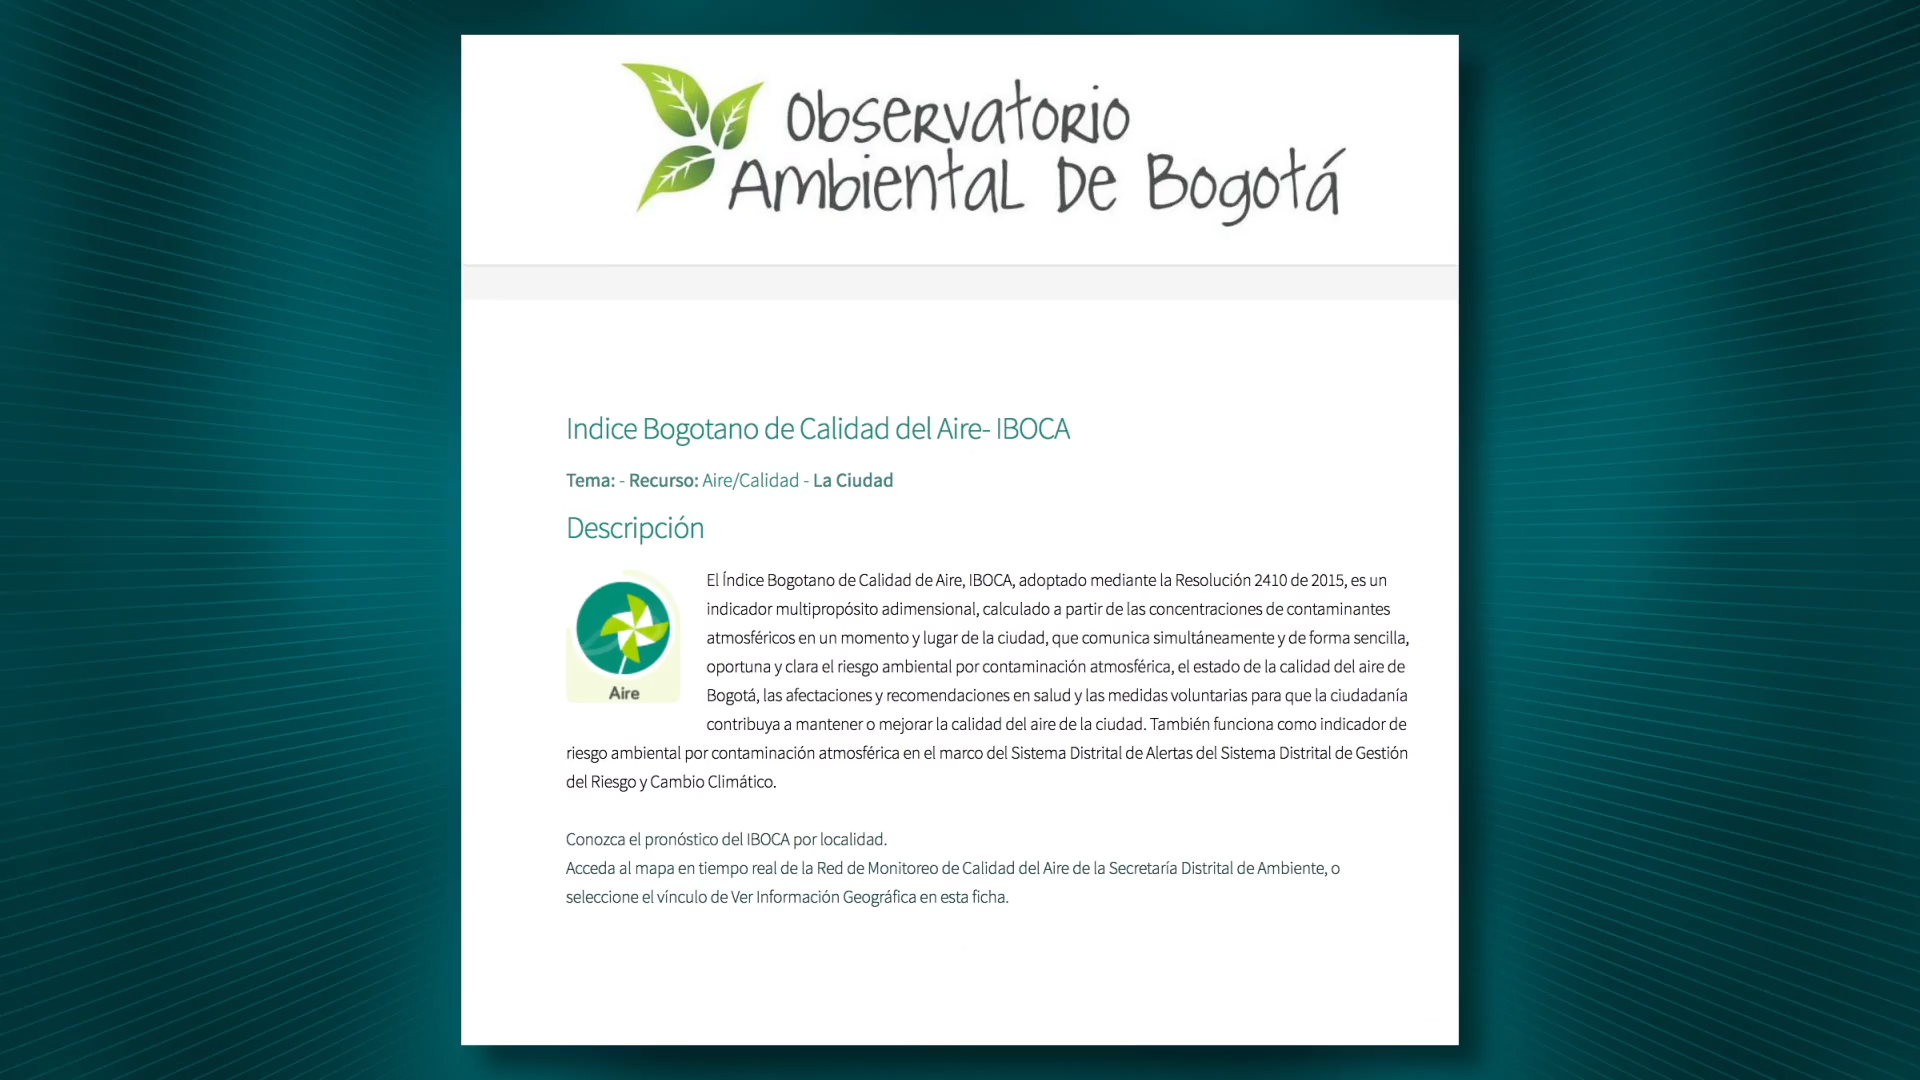 Observatorio
Ambiental De Bogotá
Indice Bogotano de Calidad del Aire- IBOCA
Tema: - Recurso: Aire/Calidad - La Ciudad
Descripción
El Índice Bogotano de Calidad de Aire, IBOCA, adoptado mediante la Resolución 2410 de 2015, es un
indicador multipropósito adimensional, calculado a partir de las concentraciones de contaminantes
atmosféricos en un momento y lugar de la ciudad, que comunica simultáneamente y de forma sencilla,
oportuna y clara el riesgo ambiental por contaminación atmosférica, el estado de la calidad del aire de
Bogotá, las afectaciones y recomendaciones en salud y las medidas voluntarias para que la ciudadanía
contribuya a mantener o mejorar la calidad del aire de la ciudad. También funciona como indicador de
riesgo ambiental por contaminación atmosférica en el marco del Sistema Distrital de Alertas del Sistema Distrital de Gestión
del Riesgo y Cambio Climático.
Aire
Conozca el pronóstico del IBOCA por localidad.
Acceda al mapa en tiempo real de la Red de Monitoreo de Calidad del Aire de la Secretaría Distrital de Ambiente, o
seleccione el vínculo de Ver Información Geográfica en esta ficha.